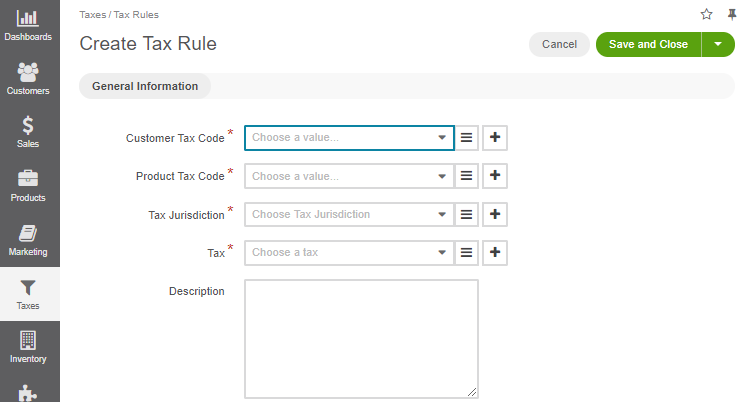 Dashboards
Customers
Sales
Products
Marketing
Taxes
Inventory
Taxes / Tax Rules
Create Tax Rule
Cancel
Save and Close
General Information
Customer Tax Code * Choose a value...
Product Tax Code * Choose a value...
Tax Jurisdiction * Choose Tax Jurisdiction
Tax * Choose a tax
Description